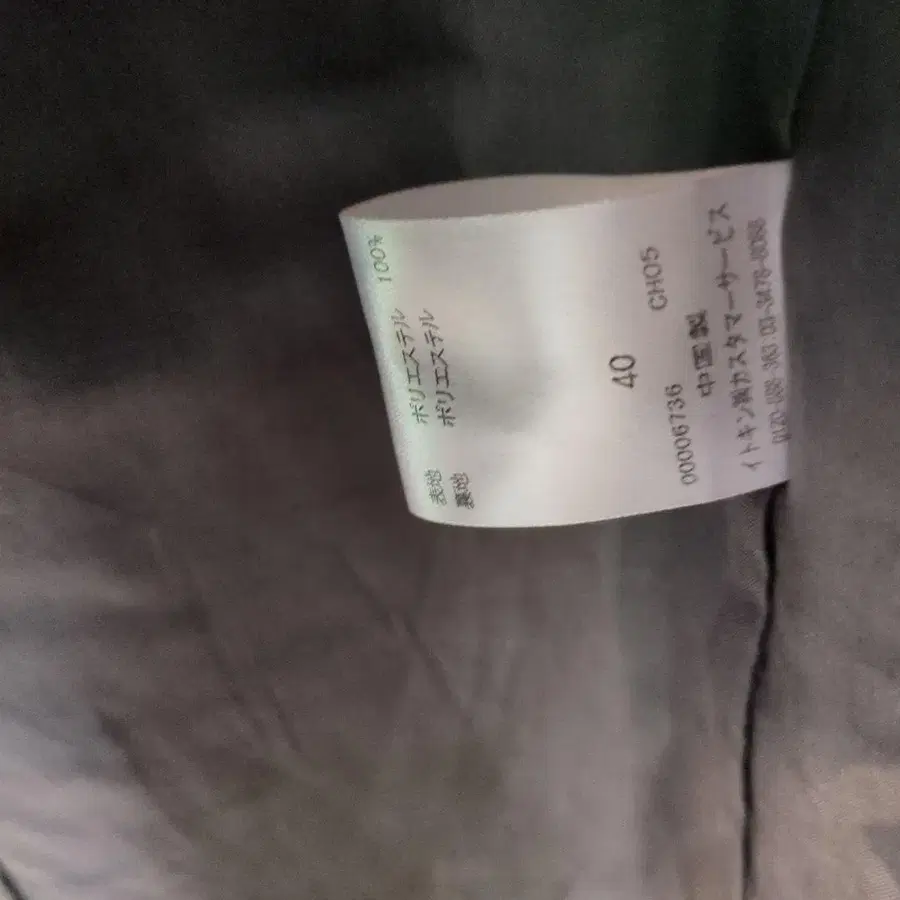 表地 ポリエステル 100%
裏地 ポリエステル
40
00006736 CH05
中国製
イトキン㈱カスタマーサービス